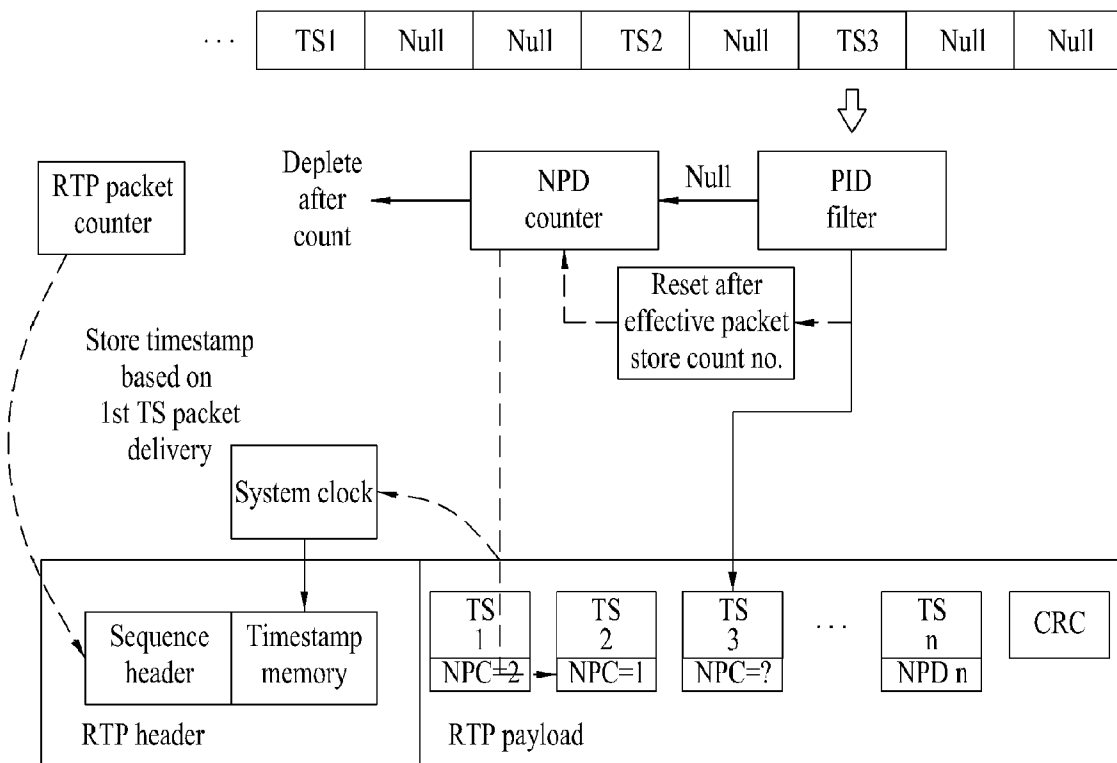 ... TS1 Null Null TS2 Null TS3 Null Null
RTP packet
counter
Deplete
after
count
NPD
counter
Null
PID
filter
Reset after
effective packet
store count no.
Store timestamp
based on
1st TS packet
delivery
System clock
Sequence
header
Timestamp
memory
RTP header
TS
1
NPC=2
TS
2
NPC=1
TS
3
NPC=?
...
TS
n
NPD n
CRC
RTP payload